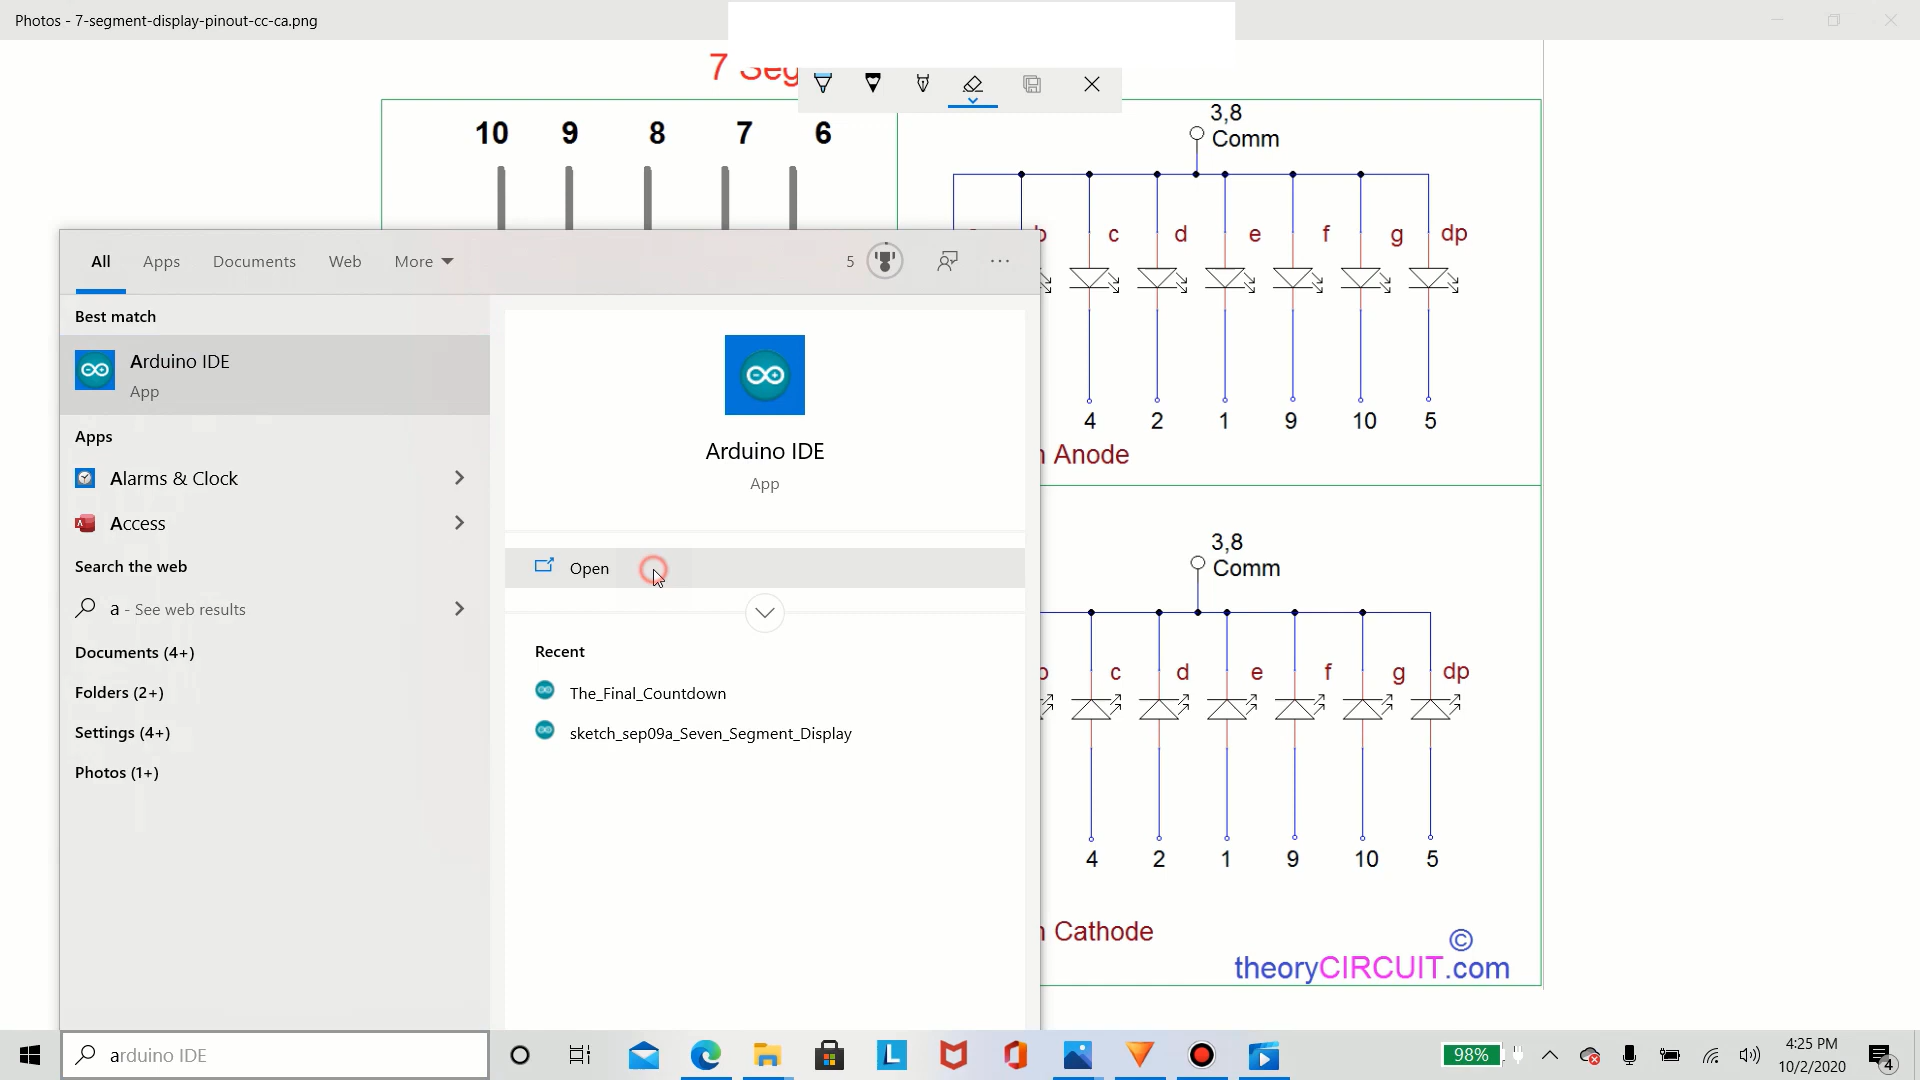 Photos - 7-segment-display-pinout-cc-ca.png
7 Seg
10 9 8 7 6
3,8
Comm
b c d e f g dp
4 2 1 9 10 5
n Anode
3,8
Comm
b c d e f g dp
4 2 1 9 10 5
n Cathode
©
theoryCIRCUIT.com
All Apps Documents Web More 5
Best match
Arduino IDE
App
Apps
Alarms & Clock
Access
Search the web
a - See web results
Documents (4+)
Folders (2+)
Settings (4+)
Photos (1+)
Arduino IDE
App
Open
Recent
The_Final_Countdown
sketch_sep09a_Seven_Segment_Display
arduino IDE
98%
4:25 PM
10/2/2020
4